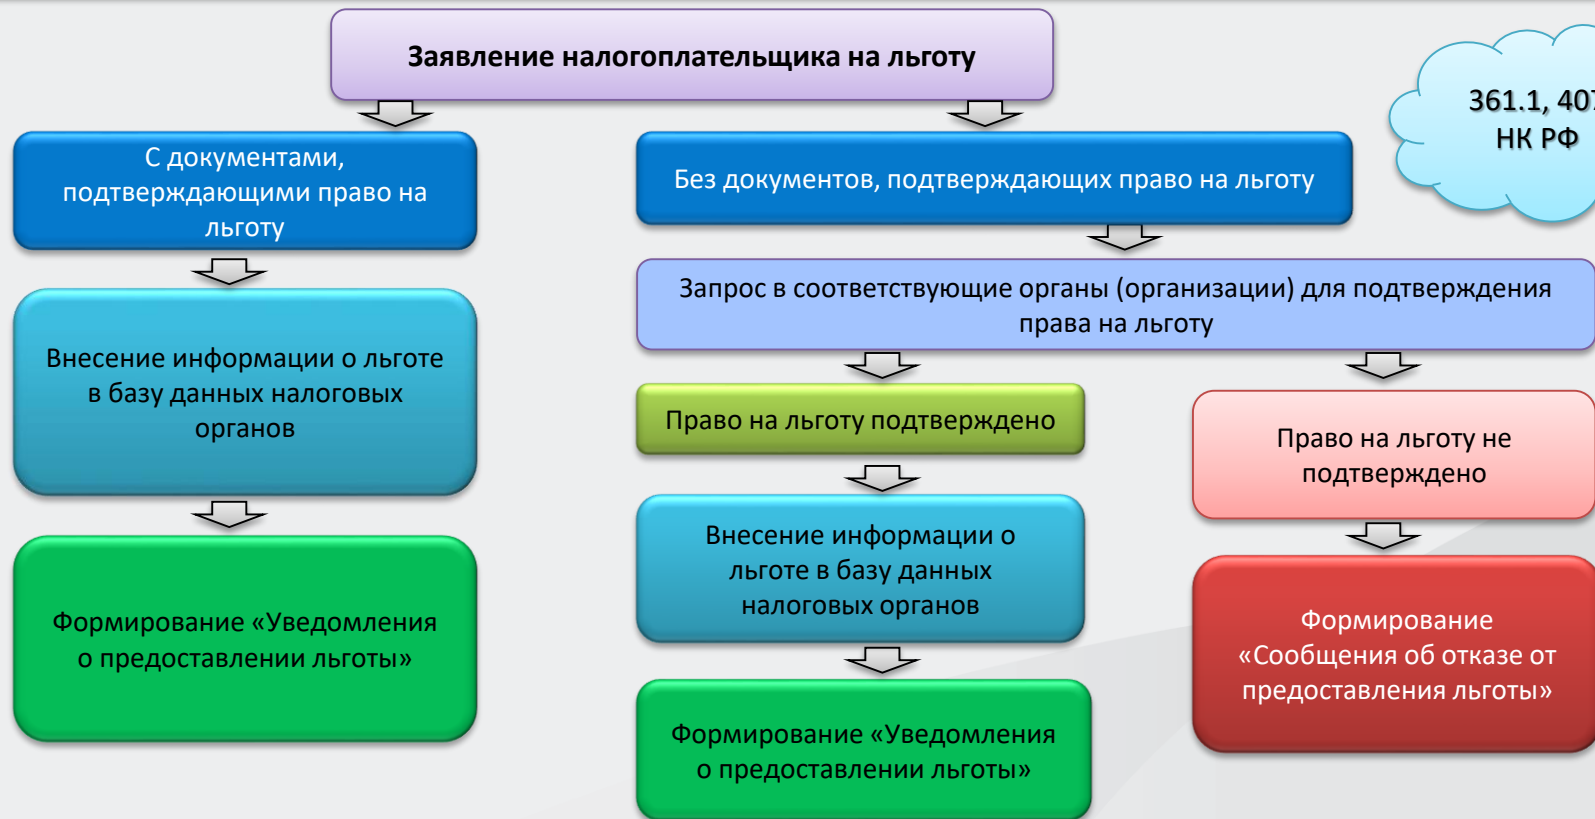 Заявление налогоплательщика на льготу
361.1, 407
НК РФ
С документами,
подтверждающими право на
льготу
Без документов, подтверждающих право на льготу
Запрос в соответствующие органы (организации) для подтверждения
права на льготу
Внесение информации о льготе
в базу данных налоговых
органов
Право на льготу подтверждено
Право на льготу не
подтверждено
Внесение информации о
льготе в базу данных
налоговых органов
Формирование «Уведомления
о предоставлении льготы»
Формирование
«Сообщения об отказе от
предоставления льготы»
Формирование «Уведомления
о предоставлении льготы»